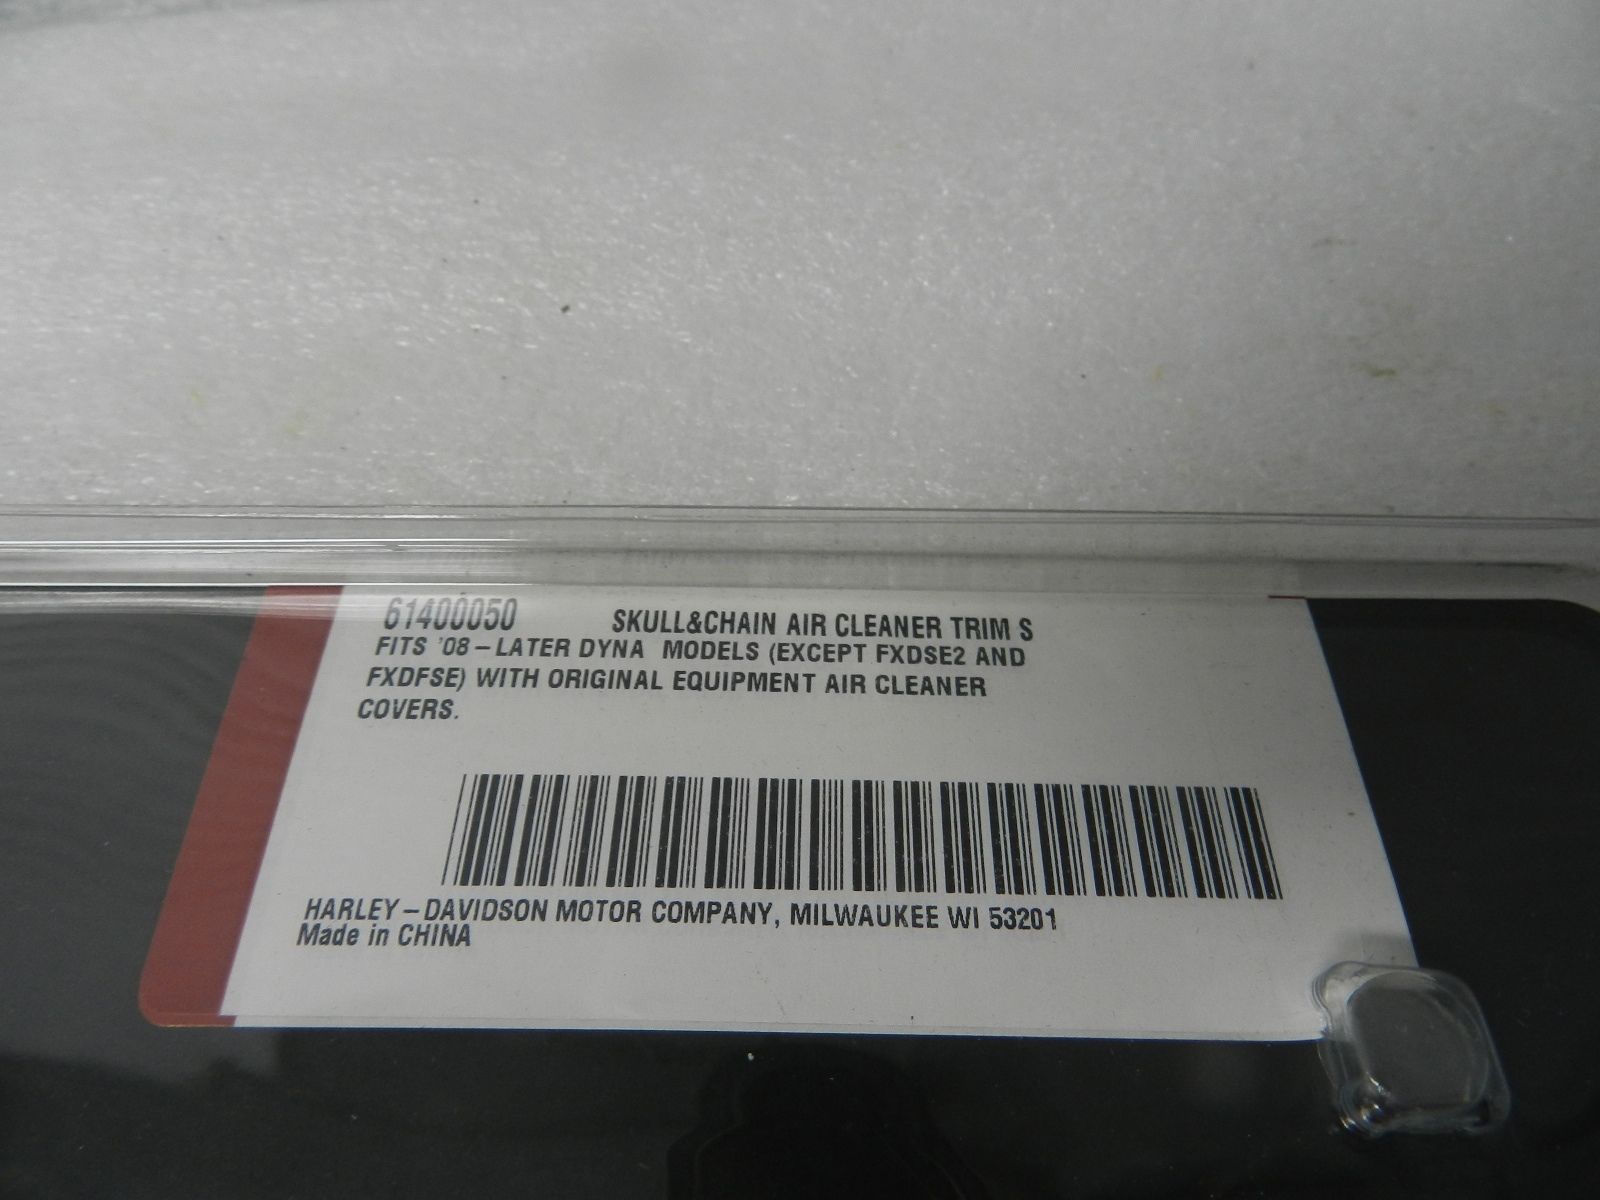 61400050 SKULL&CHAIN AIR CLEANER TRIM S
FITS '08-LATER DYNA MODELS (EXCEPT FXDSE2 AND
FXDFSE) WITH ORIGINAL EQUIPMENT AIR CLEANER
COVERS.
HARLEY-DAVIDSON MOTOR COMPANY, MILWAUKEE WI 53201
Made in CHINA